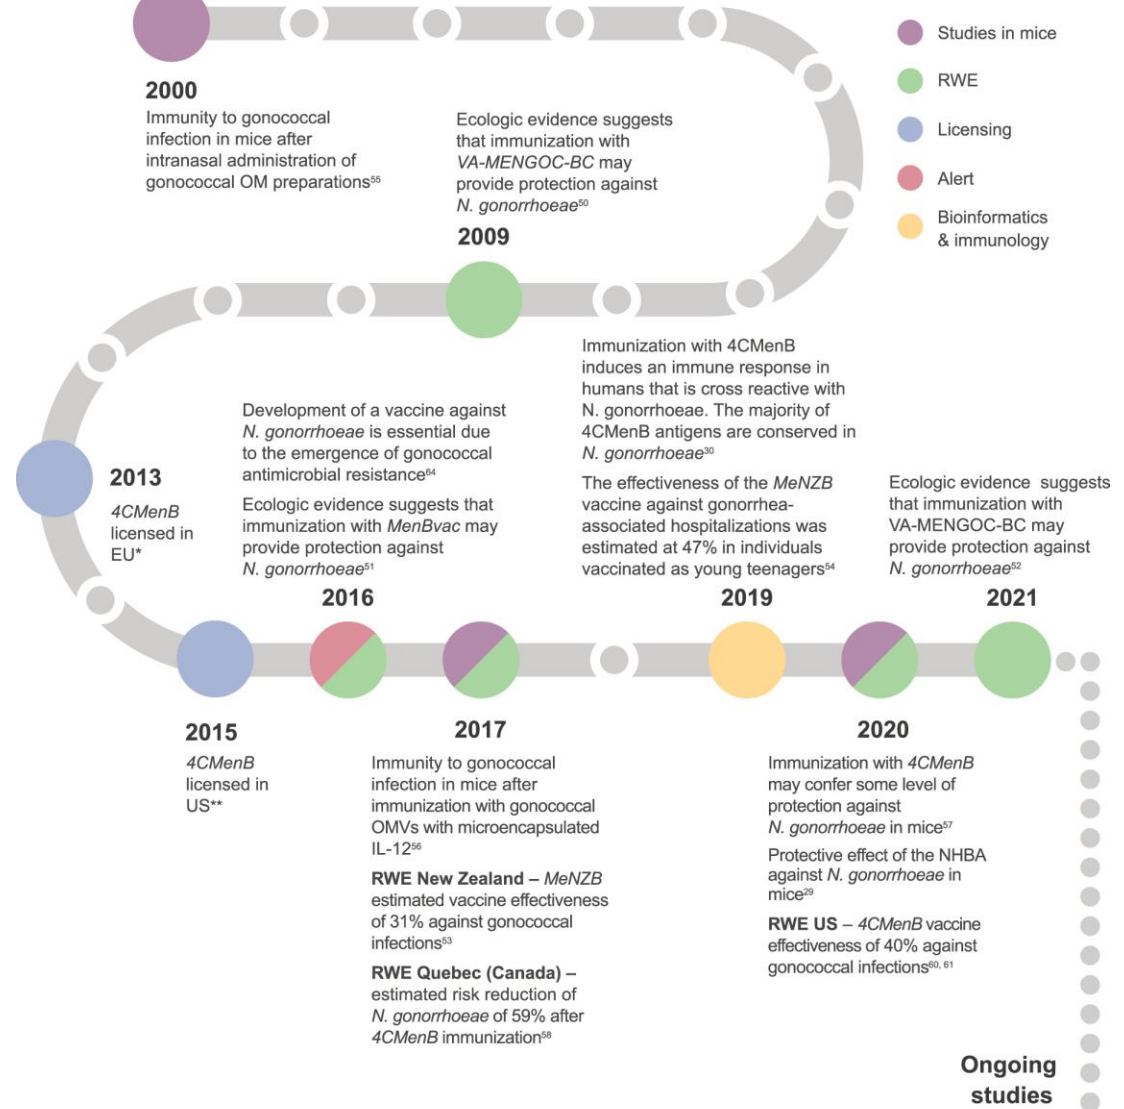 2000
Immunity to gonococcal
infection in mice after
intranasal administration of
gonococcal OM preparations⁵⁵
Ecologic evidence suggests
that immunization with
VA-MENGOC-BC may
provide protection against
N. gonorrhoeae⁵⁰
2009
Studies in mice
RWE
Licensing
Alert
Bioinformatics
& immunology
2013
4CMenB
licensed in
EU*
Development of a vaccine against
N. gonorrhoeae is essential due
to the emergence of gonococcal
antimicrobial resistance⁶⁴
Ecologic evidence suggests that
immunization with MenBvac may
provide protection against
N. gonorrhoeae⁵¹
2016
Immunization with 4CMenB
induces an immune response in
humans that is cross reactive with
N. gonorrhoeae. The majority of
4CMenB antigens are conserved in
N. gonorrhoeae³⁰
The effectiveness of the MeNZB
vaccine against gonorrhea-
associated hospitalizations was
estimated at 47% in individuals
vaccinated as young teenagers⁵⁴
2019
Ecologic evidence suggests
that immunization with
VA-MENGOC-BC may
provide protection against
N. gonorrhoeae⁵²
2021
2015
4CMenB
licensed in
US**
2017
Immunity to gonococcal
infection in mice after
immunization with gonococcal
OMVs with microencapsulated
IL-12⁵⁶
RWE New Zealand – MeNZB
estimated vaccine effectiveness
of 31% against gonococcal
infections⁵³
RWE Quebec (Canada) –
estimated risk reduction of
N. gonorrhoeae of 59% after
4CMenB immunization⁵⁸
2020
Immunization with 4CMenB
may confer some level of
protection against
N. gonorrhoeae in mice⁵⁷
Protective effect of the NHBA
against N. gonorrhoeae in
mice²⁹
RWE US – 4CMenB vaccine
effectiveness of 40% against
gonococcal infections⁶⁰, ⁶¹
Ongoing
studies